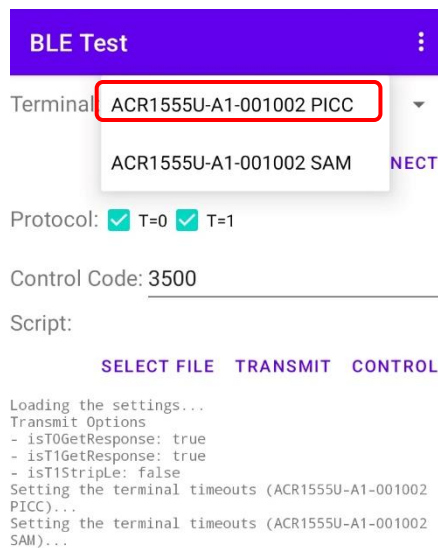 BLE Test
Terminal
ACR1555U-A1-001002 PICC
ACR1555U-A1-001002 SAM
NECT
Protocol: T=0 T=1
Control Code: 3500
Script:
SELECT FILE TRANSMIT CONTROL
Loading the settings...
Transmit Options
- isT0GetResponse: true
- isT1GetResponse: true
- isT1StripLe: false
Setting the terminal timeouts (ACR1555U-A1-001002
PICC)...
Setting the terminal timeouts (ACR1555U-A1-001002
SAM)...